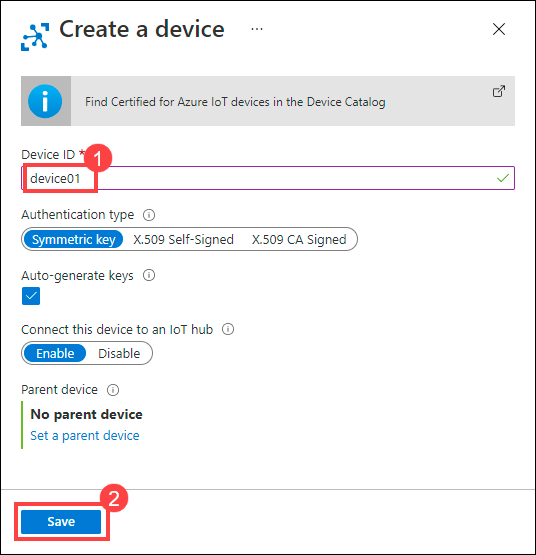 Create a device ...
Find Certified for Azure IoT devices in the Device Catalog
Device ID *
1
device01
Authentication type
Symmetric key X.509 Self-Signed X.509 CA Signed
Auto-generate keys
Connect this device to an IoT hub
Enable Disable
Parent device
No parent device
Set a parent device
2
Save